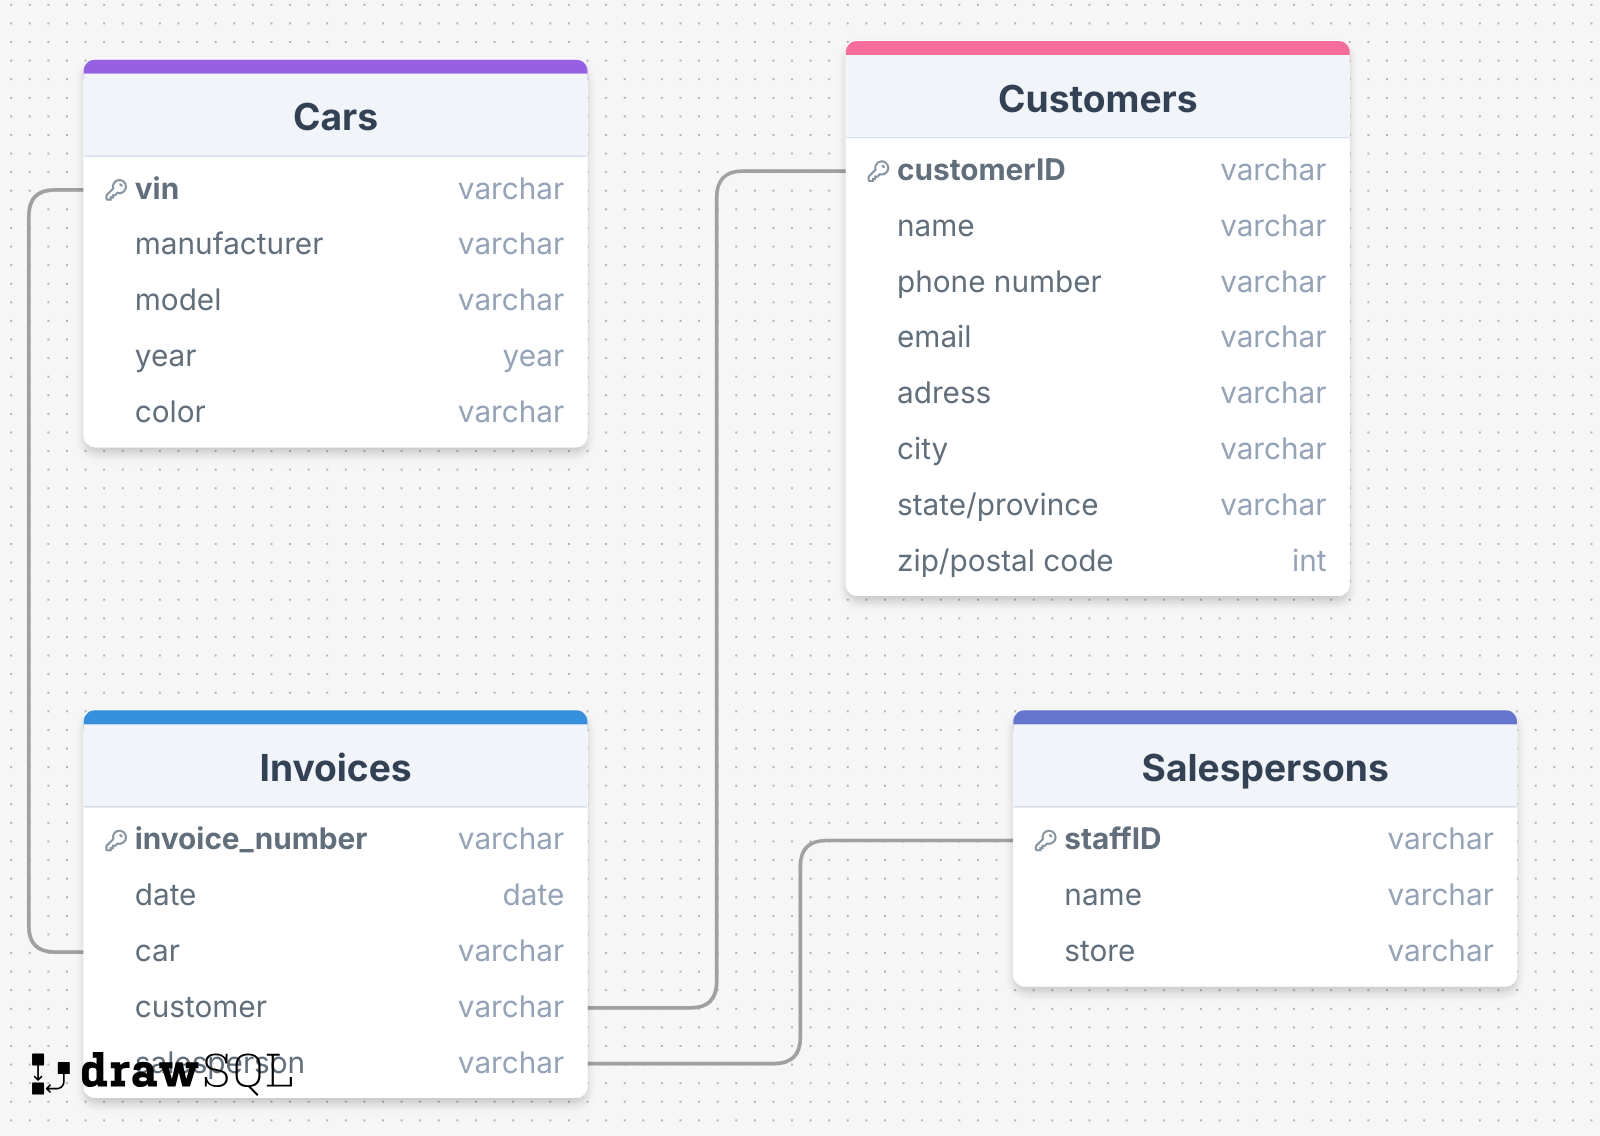 Cars
vin varchar
manufacturer varchar
model varchar
year year
color varchar
Customers
customerID varchar
name varchar
phone number varchar
email varchar
adress varchar
city varchar
state/province varchar
zip/postal code int
Invoices
invoice_number varchar
date date
car varchar
customer varchar
salesperson varchar
drawSQL
Salespersons
staffID varchar
name varchar
store varchar